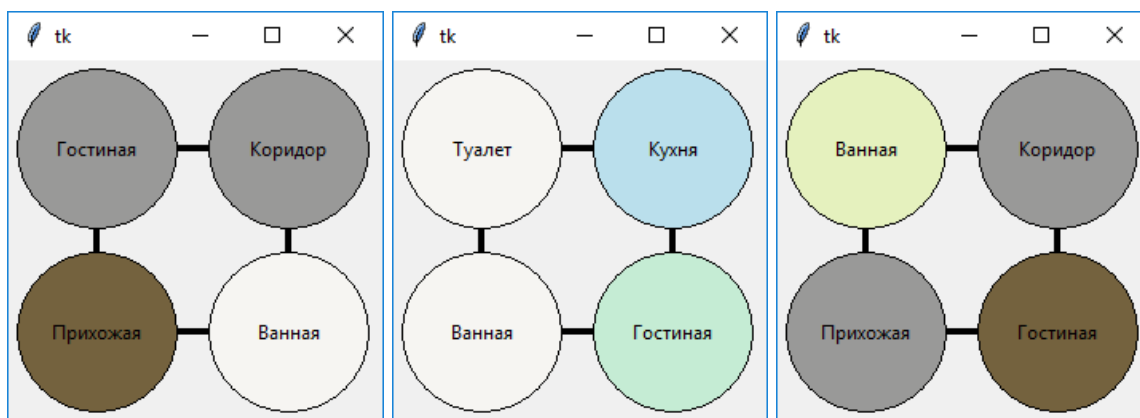 tk
Гостиная
Коридор
Прихожая
Ванная
tk
Туалет
Кухня
Ванная
Гостиная
tk
Ванная
Коридор
Прихожая
Гостиная